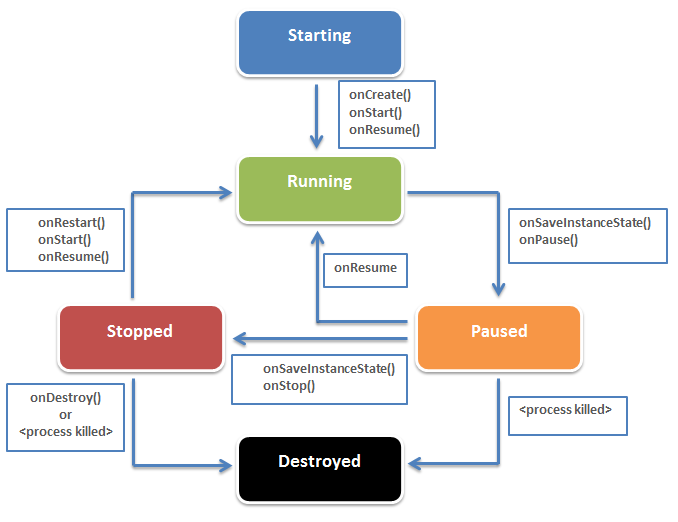 Starting
onCreate()
onStart()
onResume()
Running
onRestart()
onStart()
onResume()
onSaveInstanceState()
onPause()
onResume
Stopped
Paused
onSaveInstanceState()
onStop()
onDestroy()
or
<process killed>
<process killed>
Destroyed